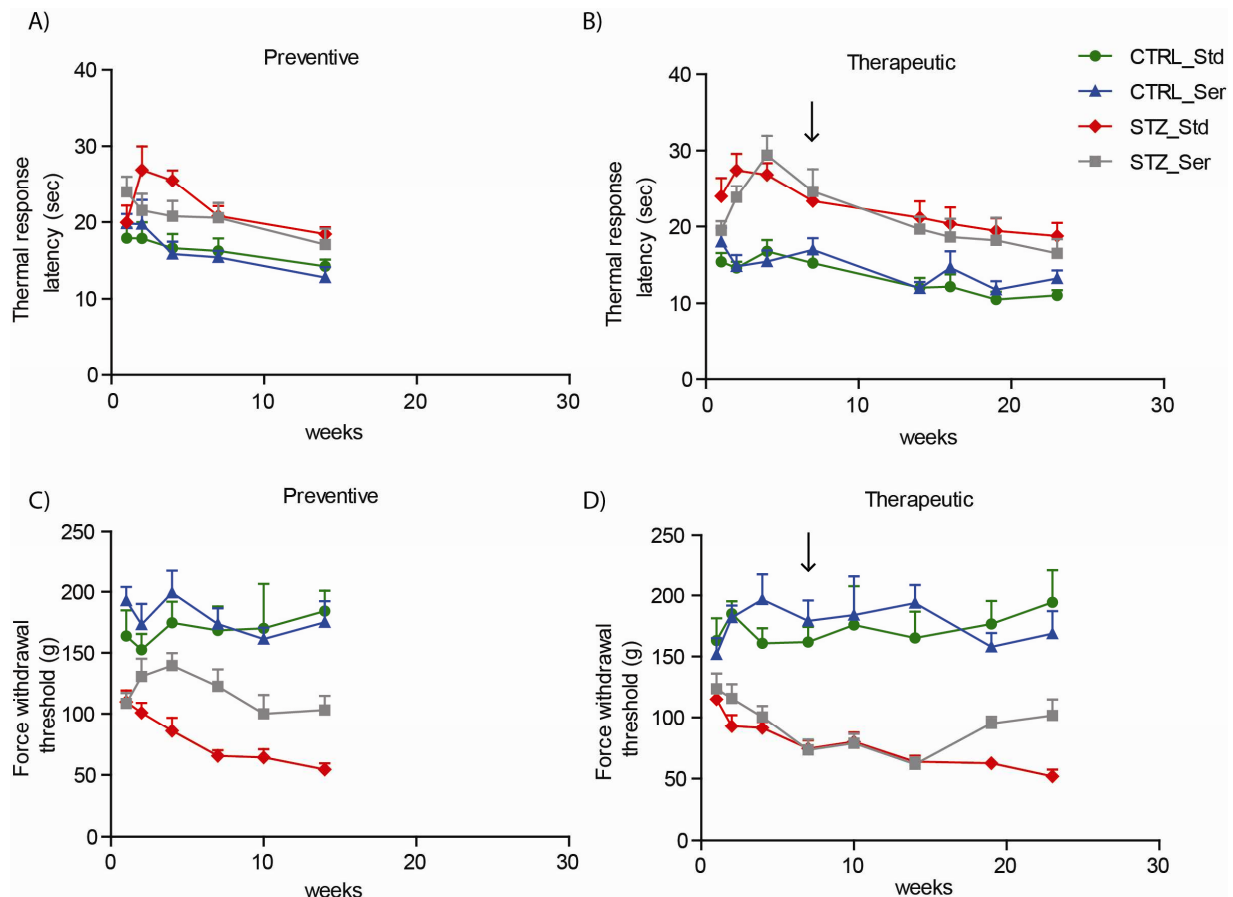 A)
Preventive
40
30
20
10
0
Thermal response
latency (sec)
0 10 20 30
weeks
B)
Therapeutic
40
30
20
10
0
Thermal response
latency (sec)
0 10 20 30
weeks
CTRL_Std
CTRL_Ser
STZ_Std
STZ_Ser
C)
Preventive
250
200
150
100
50
0
Force withdrawal
threshold (g)
0 10 20 30
weeks
D)
Therapeutic
250
200
150
100
50
0
Force withdrawal
threshold (g)
0 10 20 30
weeks